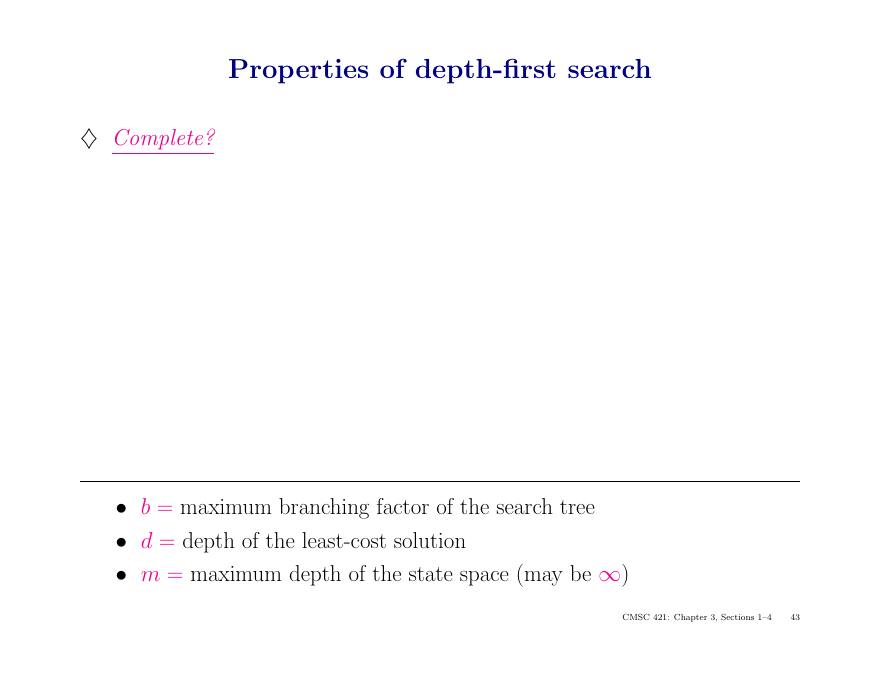 Properties of depth-first search
♢ Complete?
• b = maximum branching factor of the search tree
• d = depth of the least-cost solution
• m = maximum depth of the state space (may be ∞)
CMSC 421: Chapter 3, Sections 1–4 43